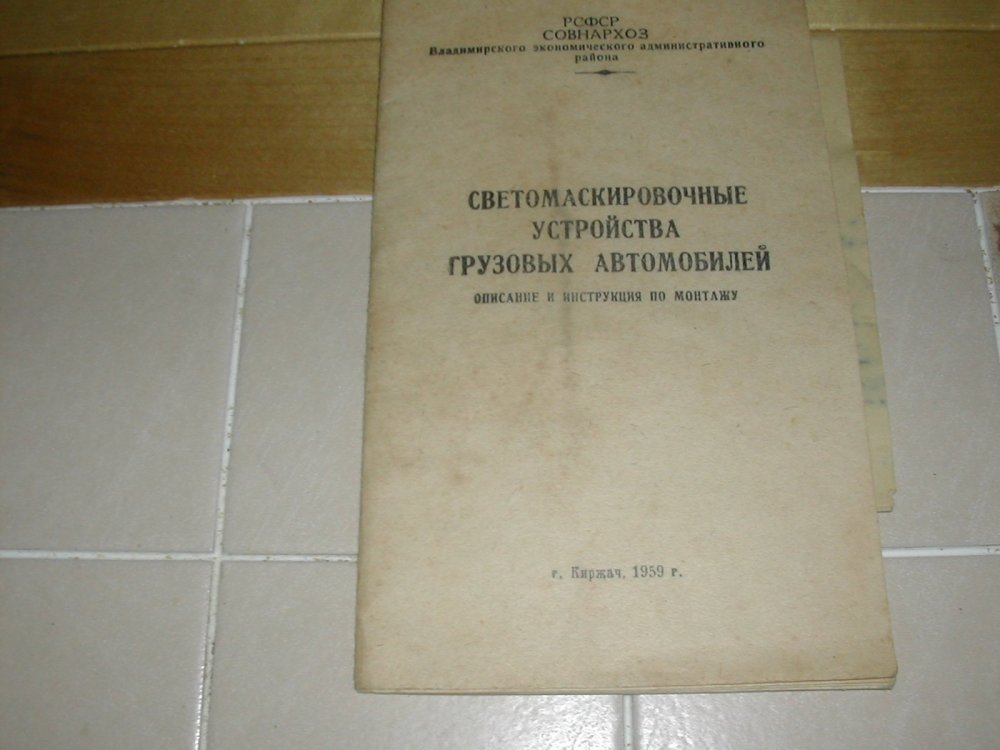 РСФСР
СОВНАРХОЗ
Владимирского экономического административного
района
СВЕТОМАСКИРОВОЧНЫЕ
УСТРОЙСТВА
ГРУЗОВЫХ АВТОМОБИЛЕЙ
ОПИСАНИЕ И ИНСТРУКЦИЯ ПО МОНТАЖУ
г. Киржач, 1959 г.